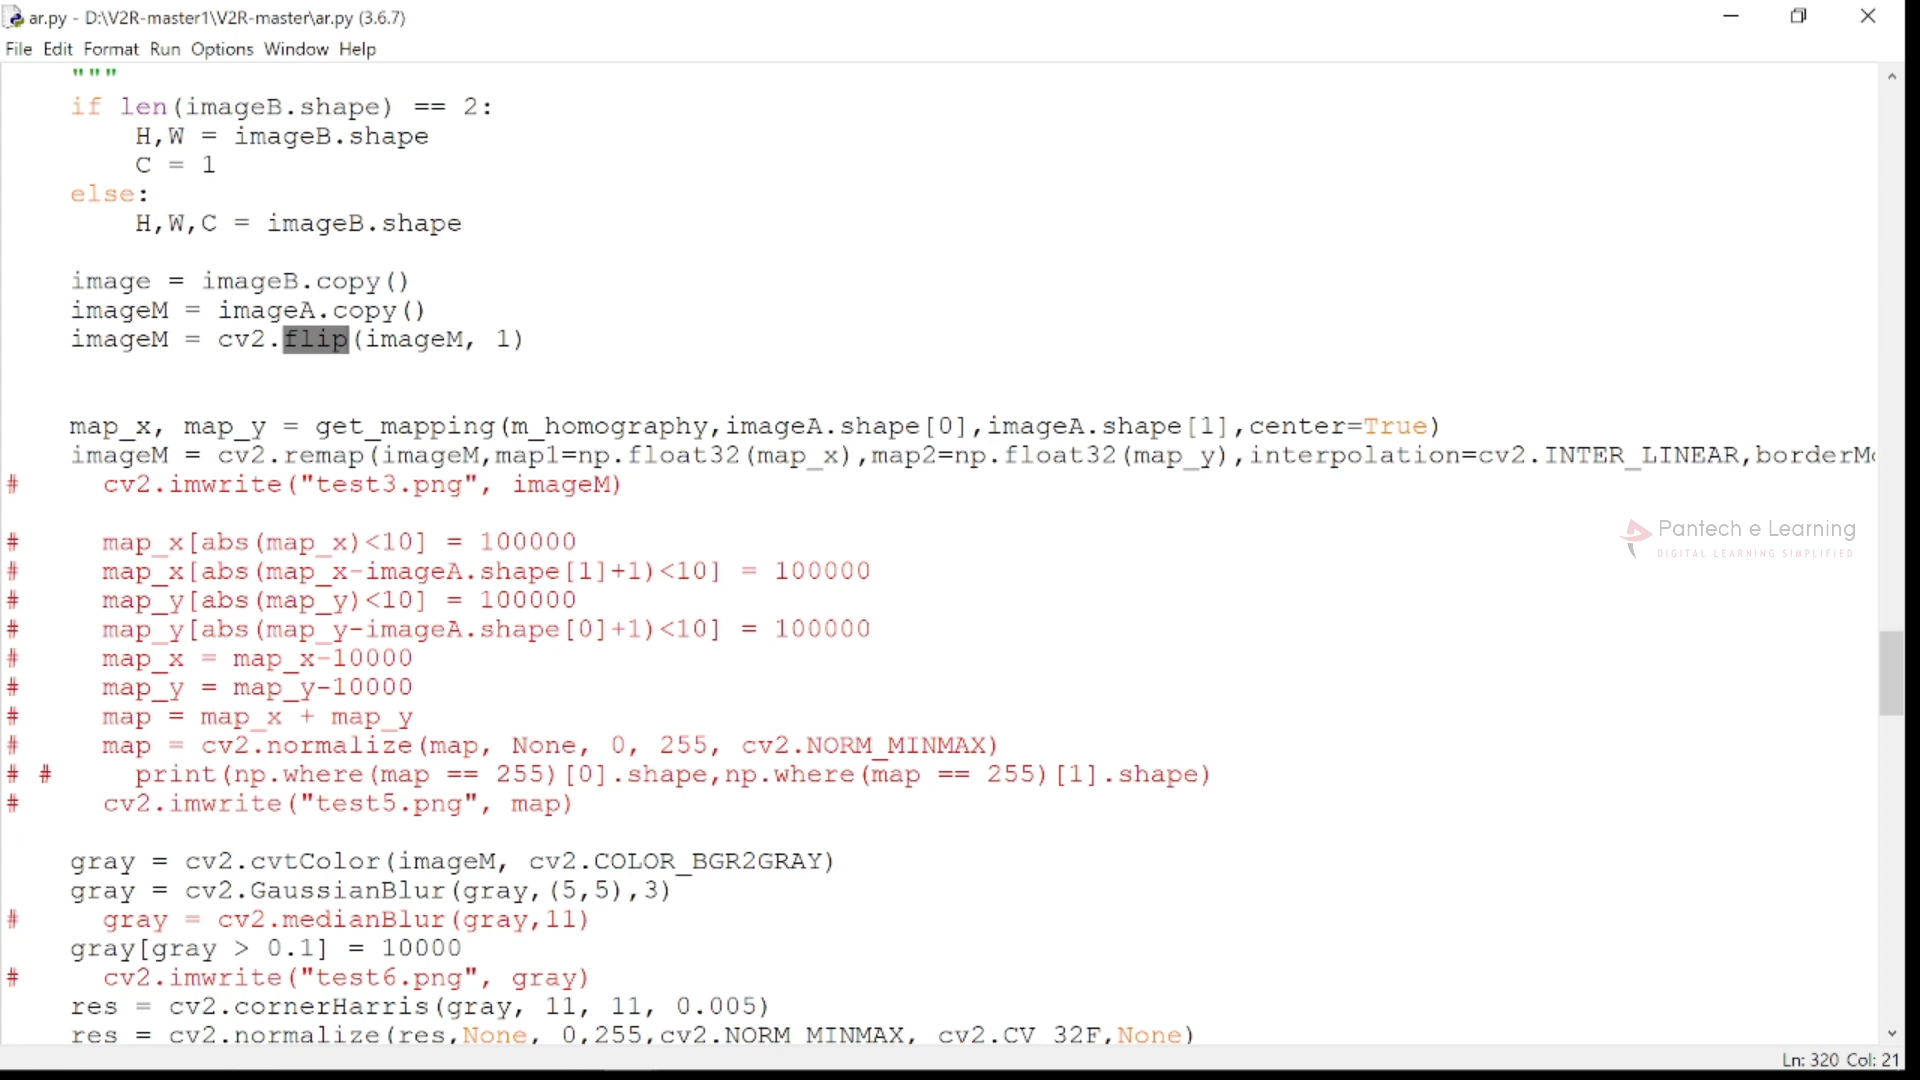 ar.py - D:\V2R-master1\V2R-master\ar.py (3.6.7)
File Edit Format Run Options Window Help
"""
if len(imageB.shape) == 2:
H,W = imageB.shape
C = 1
else:
H,W,C = imageB.shape
image = imageB.copy()
imageM = imageA.copy()
imageM = cv2.flip(imageM, 1)
map_x, map_y = get_mapping(m_homography,imageA.shape[0],imageA.shape[1],center=True)
imageM = cv2.remap(imageM,map1=np.float32(map_x),map2=np.float32(map_y),interpolation=cv2.INTER_LINEAR,borderM
# cv2.imwrite("test3.png", imageM)
# map_x[abs(map_x)<10] = 100000
# map_x[abs(map_x-imageA.shape[1]+1)<10] = 100000
# map_y[abs(map_y)<10] = 100000
# map_y[abs(map_y-imageA.shape[0]+1)<10] = 100000
# map_x = map_x-10000
# map_y = map_y-10000
# map = map_x + map_y
# map = cv2.normalize(map, None, 0, 255, cv2.NORM_MINMAX)
# # print(np.where(map == 255)[0].shape,np.where(map == 255)[1].shape)
# cv2.imwrite("test5.png", map)
gray = cv2.cvtColor(imageM, cv2.COLOR_BGR2GRAY)
gray = cv2.GaussianBlur(gray,(5,5),3)
# gray = cv2.medianBlur(gray,11)
gray[gray > 0.1] = 10000
# cv2.imwrite("test6.png", gray)
res = cv2.cornerHarris(gray, 11, 11, 0.005)
res = cv2.normalize(res,None, 0,255,cv2.NORM_MINMAX, cv2.CV_32F,None)
Pantech e Learning
DIGITAL LEARNING SIMPLIFIED
Ln: 320 Col: 21